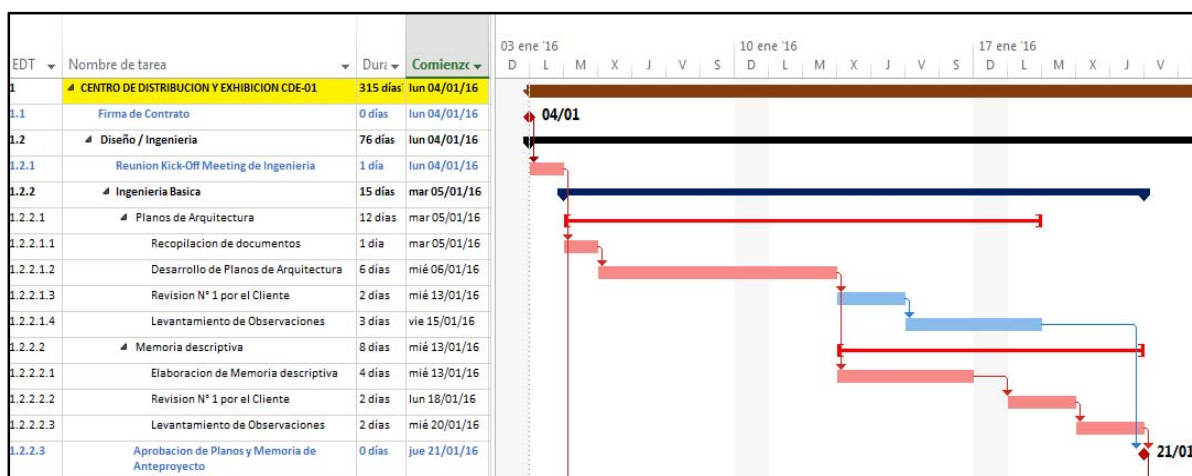 03 ene '16 10 ene '16 17 ene '16
EDT Nombre de tarea Dura Comienzo D L M X J V S D L M X J V S D L M X J V
1 CENTRO DE DISTRIBUCION Y EXHIBICION CDE-01 315 días lun 04/01/16
1.1 Firma de Contrato 0 días lun 04/01/16 04/01
1.2 Diseño / Ingenieria 76 días lun 04/01/16
1.2.1 Reunion Kick-Off Meeting de Ingenieria 1 día lun 04/01/16
1.2.2 Ingenieria Basica 15 días mar 05/01/16
1.2.2.1 Planos de Arquitectura 12 días mar 05/01/16
1.2.2.1.1 Recopilacion de documentos 1 día mar 05/01/16
1.2.2.1.2 Desarrollo de Planos de Arquitectura 6 días mié 06/01/16
1.2.2.1.3 Revision N° 1 por el Cliente 2 días mié 13/01/16
1.2.2.1.4 Levantamiento de Observaciones 3 días vie 15/01/16
1.2.2.2 Memoria descriptiva 8 días mié 13/01/16
1.2.2.2.1 Elaboracion de Memoria descriptiva 4 días mié 13/01/16
1.2.2.2.2 Revision N° 1 por el Cliente 2 días lun 18/01/16
1.2.2.2.3 Levantamiento de Observaciones 2 días mié 20/01/16
1.2.2.3 Aprobacion de Planos y Memoria de 0 días jue 21/01/16 21/01
Anteproyecto